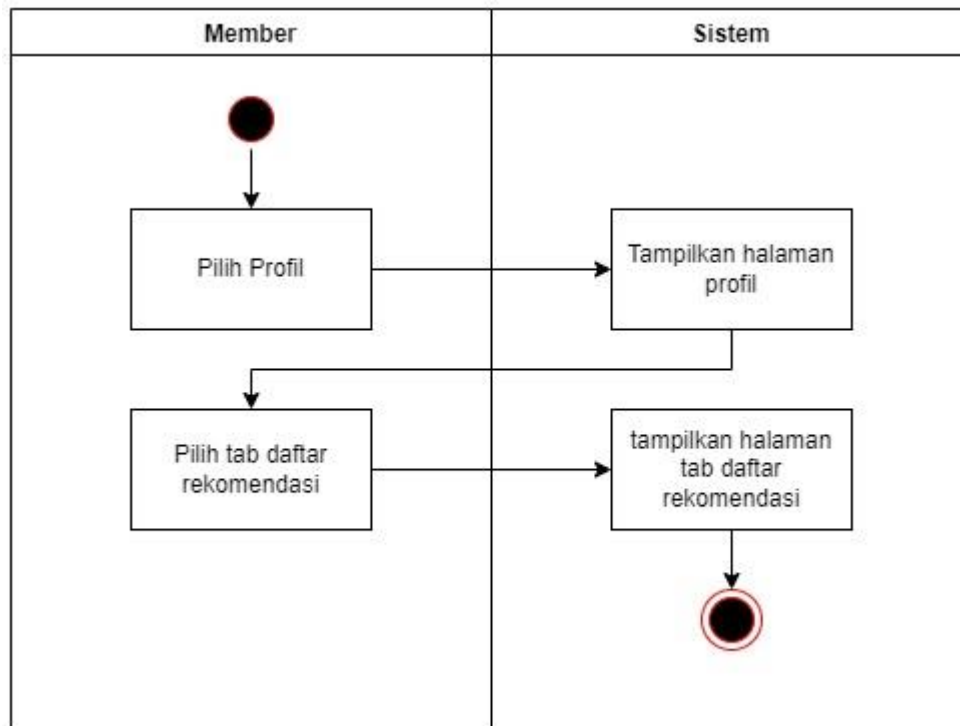 Member
Sistem
Pilih Profil
Tampilkan halaman
profil
Pilih tab daftar
rekomendasi
tampilkan halaman
tab daftar
rekomendasi